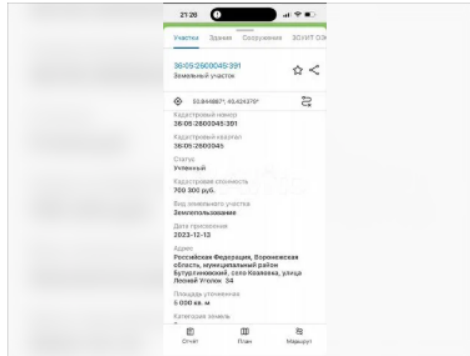 21:26
Участки Здания Сооружения ЗОУИТ ОЭ
36:05:2600045:391
Земельный участок
Кадастровый номер
36:05:2600045:391
Кадастровый квартал
36:05:2600045
Статус
Учтенный
Кадастровая стоимость
700 300 руб.
Вид земельного участка
Землепользование
Дата присвоения
2023-12-13
Адрес
Российская Федерация, Воронежская
область, муниципальный район
Бутурлиновский, село Козловка, улица
Лесной Уголок 34
Площадь уточненная
5 000 кв. м
Категория земель
Отчёт План Маршрут